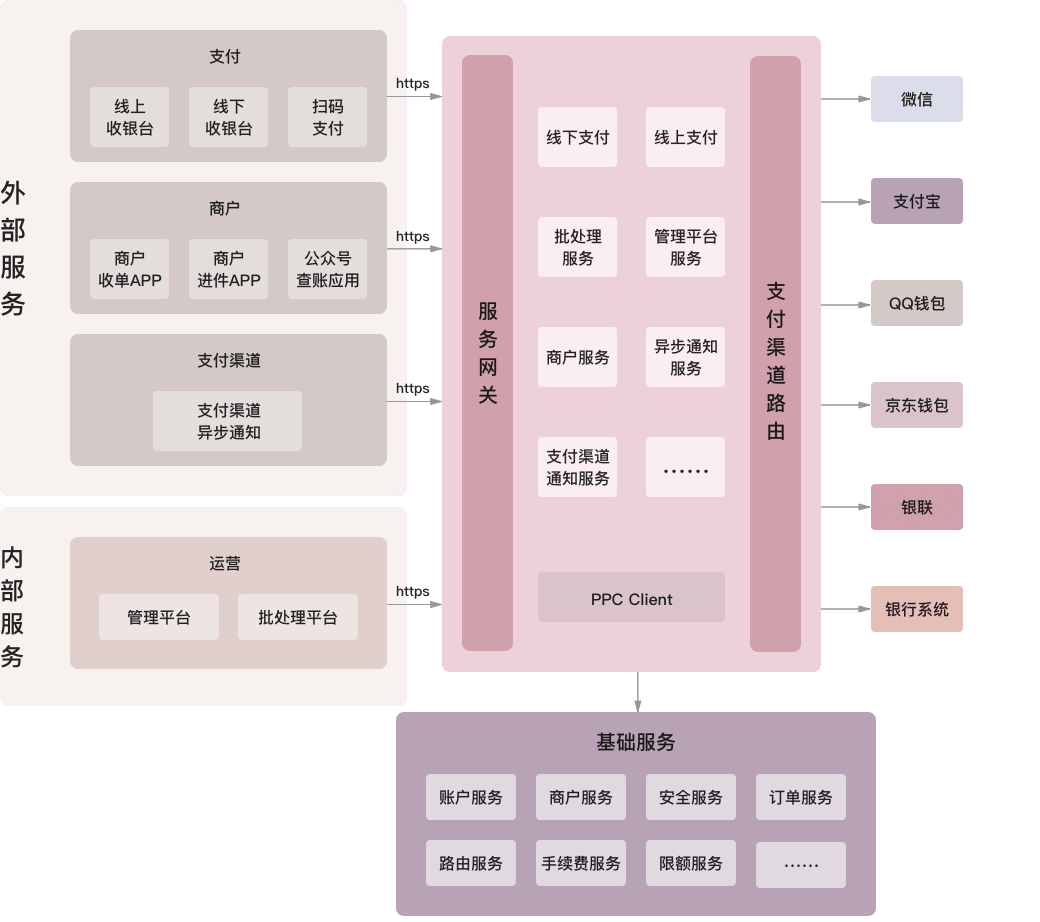 外部服务
支付
线上
收银台
线下
收银台
扫码
支付
https
商户
商户
收单APP
商户
进件APP
公众号
查账应用
https
支付渠道
支付渠道
异步通知
https
内部服务
运营
管理平台
批处理平台
https
服务网关
线下支付
线上支付
批处理
服务
管理平台
服务
商户服务
异步通知
服务
支付渠道
通知服务
······
PPC Client
支付渠道路由
微信
支付宝
QQ钱包
京东钱包
银联
银行系统
基础服务
账户服务
商户服务
安全服务
订单服务
路由服务
手续费服务
限额服务
······